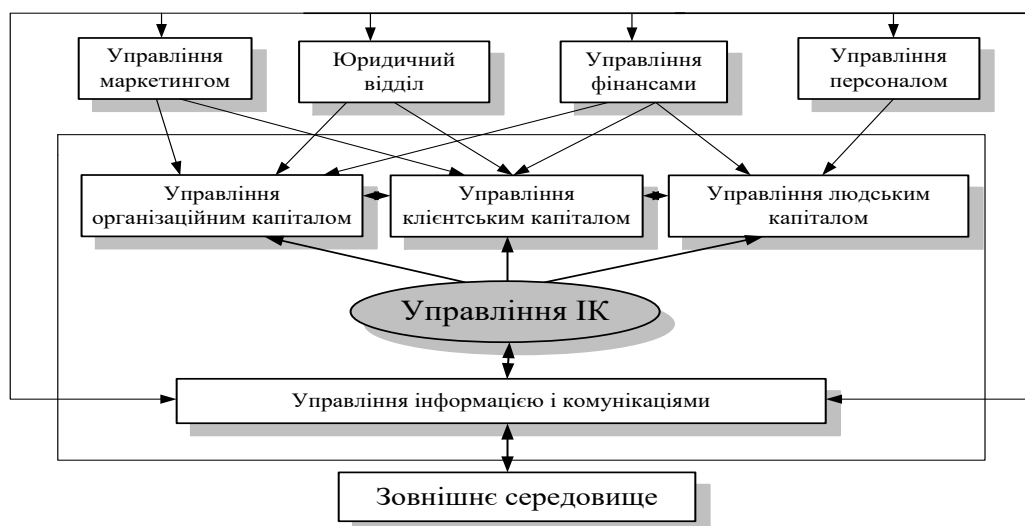 Управління
маркетингом
Юридичний
відділ
Управління
фінансами
Управління
персоналом
Управління
організаційним капіталом
Управління
клієнтським капіталом
Управління людським
капіталом
Управління ІК
Управління інформацією і комунікаціями
Зовнішнє середовище